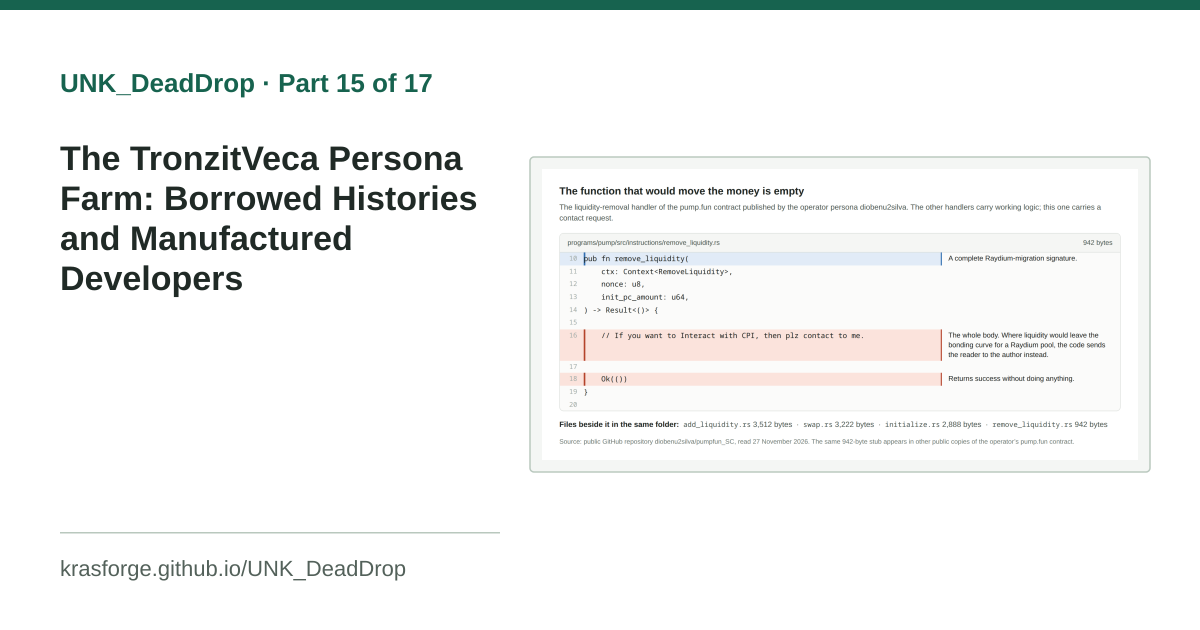 UNK_DeadDrop · Part 15 of 17
The TronzitVeca Persona
Farm: Borrowed Histories
and Manufactured
Developers
The function that would move the money is empty
The liquidity-removal handler of the pump.fun contract published by the operator persona diobenu2silva. The other handlers carry working logic; this one carries a
contact request.
programs/pump/src/instructions/remove_liquidity.rs 942 bytes
10 pub fn remove_liquidity( A complete Raydium-migration signature.
11 ctx: Context<RemoveLiquidity>,
12 nonce: u8,
13 init_pc_amount: u64,
14 ) -> Result<()> {
15
16 // If you want to Interact with CPI, then plz contact to me. The whole body. Where liquidity would leave the
bonding curve for a Raydium pool, the code sends
the reader to the author instead.
17
18 Ok(()) Returns success without doing anything.
19 }
20
Files beside it in the same folder: add_liquidity.rs 3,512 bytes · swap.rs 3,222 bytes · initialize.rs 2,888 bytes · remove_liquidity.rs 942 bytes
Source: public GitHub repository diobenu2silva/pumpfun_SC, read 27 November 2026. The same 942-byte stub appears in other public copies of the operator's pump.fun contract.
krasforge.github.io/UNK_DeadDrop